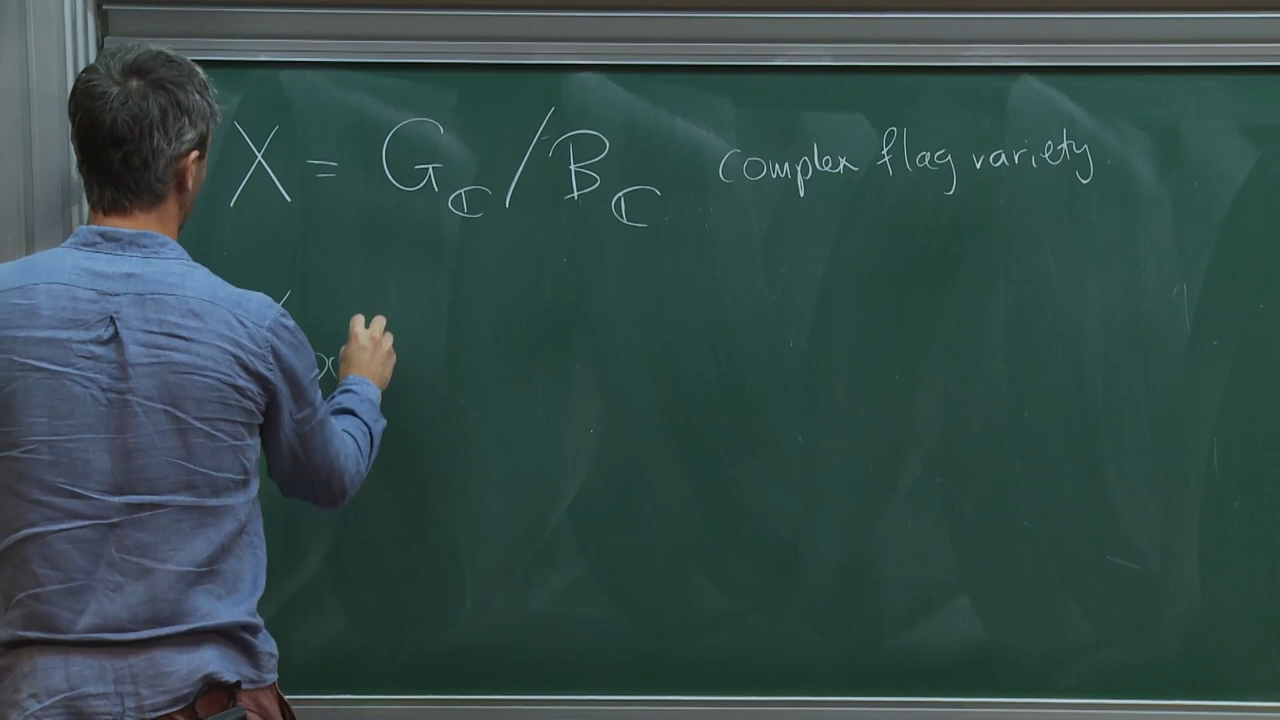 X = G_ℂ / B_ℂ complex flag variety